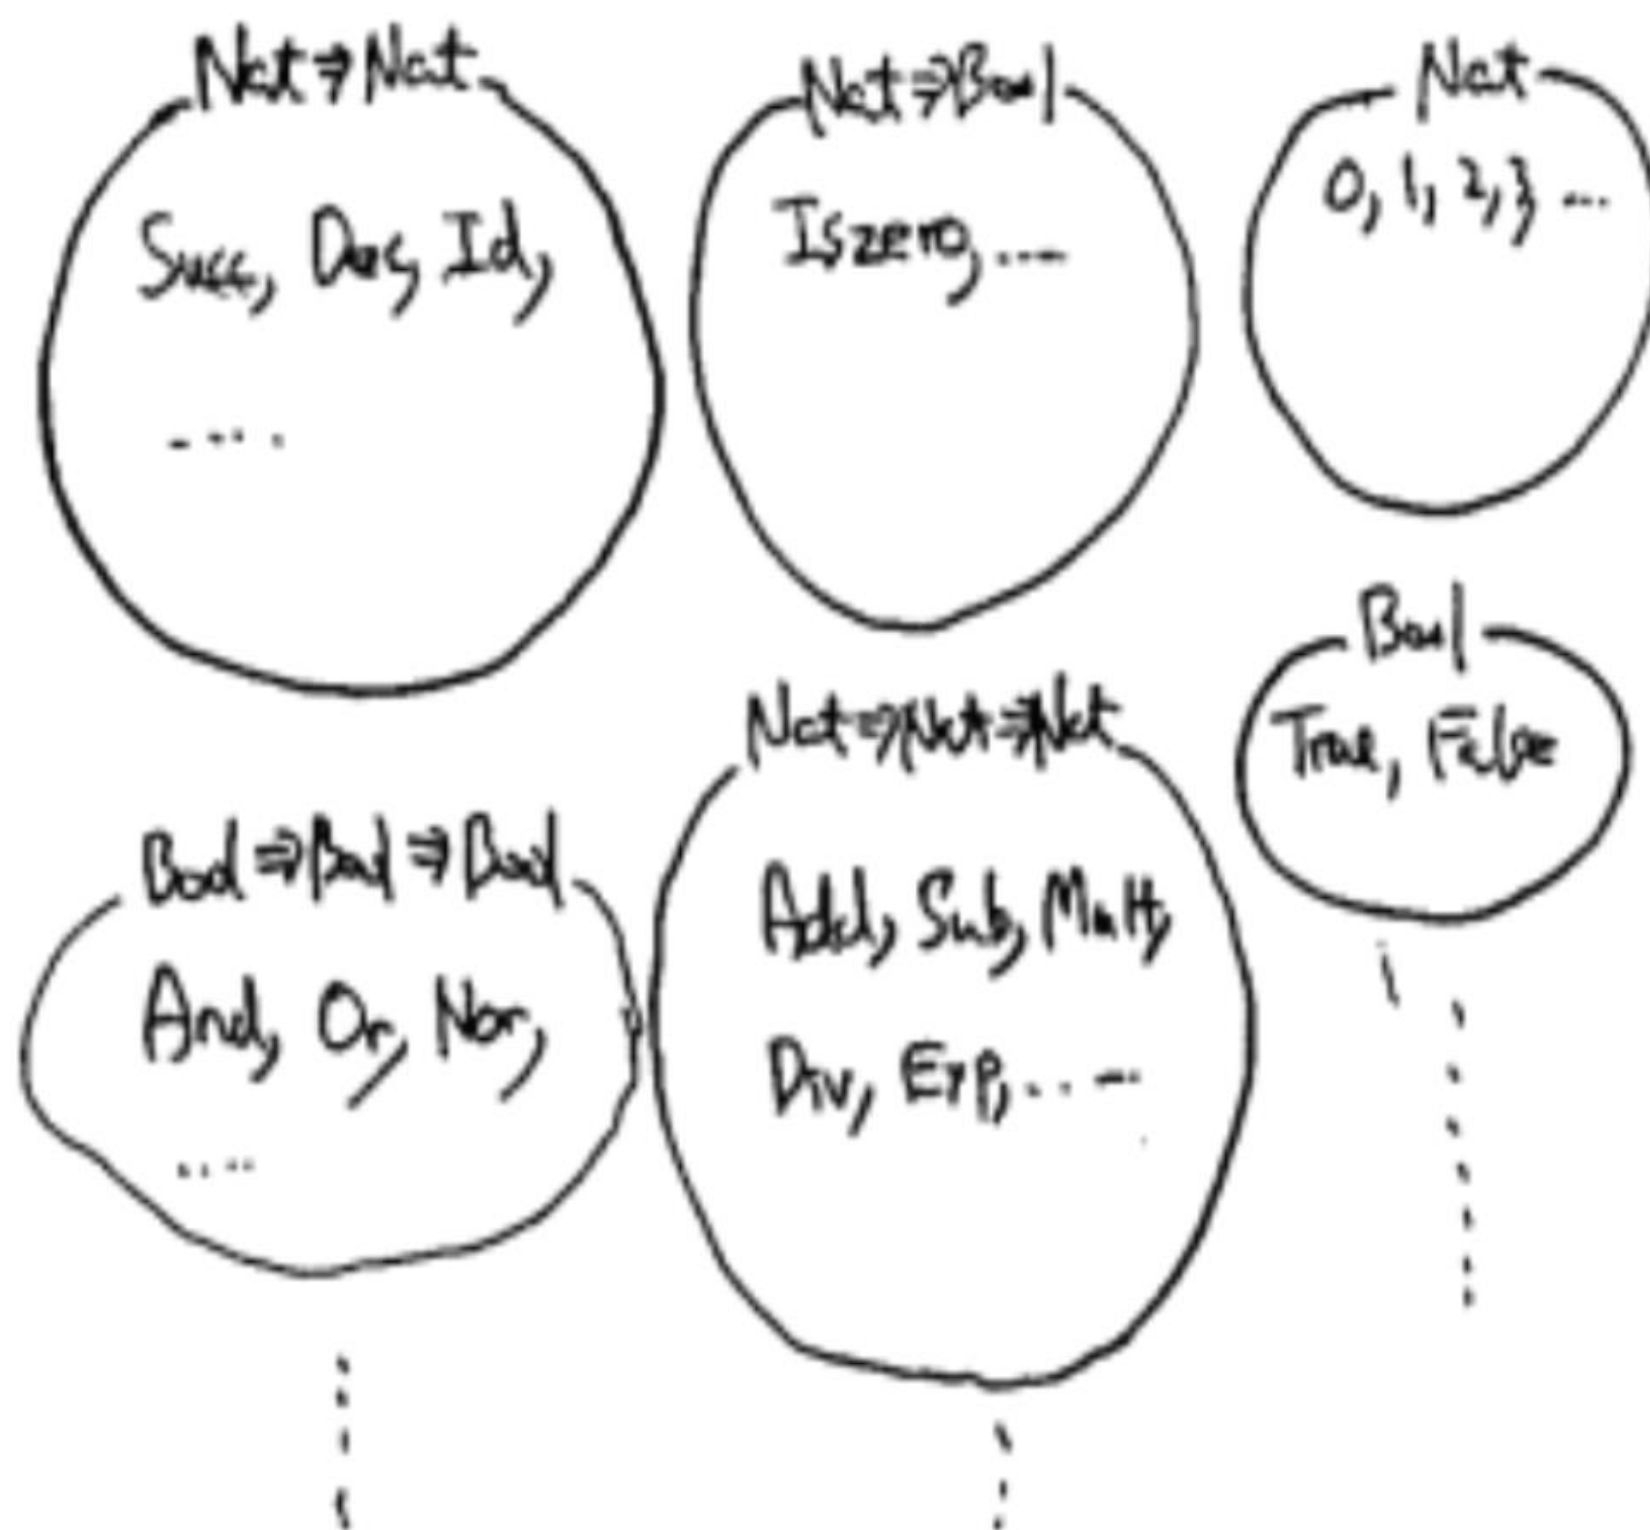 Nat⇒Nat
Succ, Dec, Id,
....
Nat⇒Bool
Iszero, ....
Nat
0, 1, 2, 3 ...
Bool
True, False
Nat⇒Nat⇒Nat
Add, Sub, Mult,
Div, Exp, ....
Bool⇒Bool⇒Bool
And, Or, Nor,
....